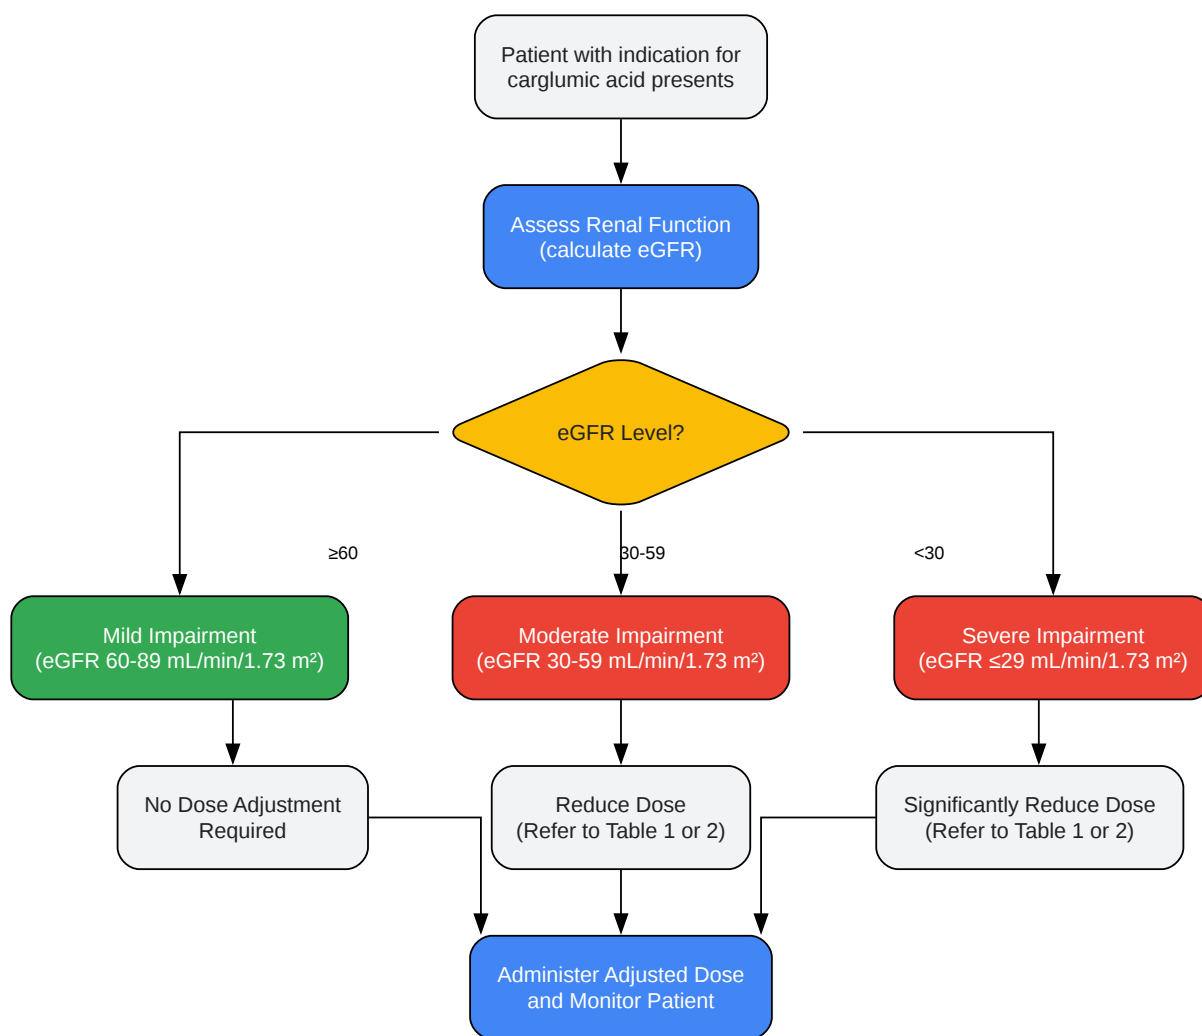 Patient with indication for
carglumic acid presents
Assess Renal Function
(calculate eGFR)
eGFR Level?
≥60
30-59
<30
Mild Impairment
(eGFR 60-89 mL/min/1.73 m²)
Moderate Impairment
(eGFR 30-59 mL/min/1.73 m²)
Severe Impairment
(eGFR ≤29 mL/min/1.73 m²)
No Dose Adjustment
Required
Reduce Dose
(Refer to Table 1 or 2)
Significantly Reduce Dose
(Refer to Table 1 or 2)
Administer Adjusted Dose
and Monitor Patient